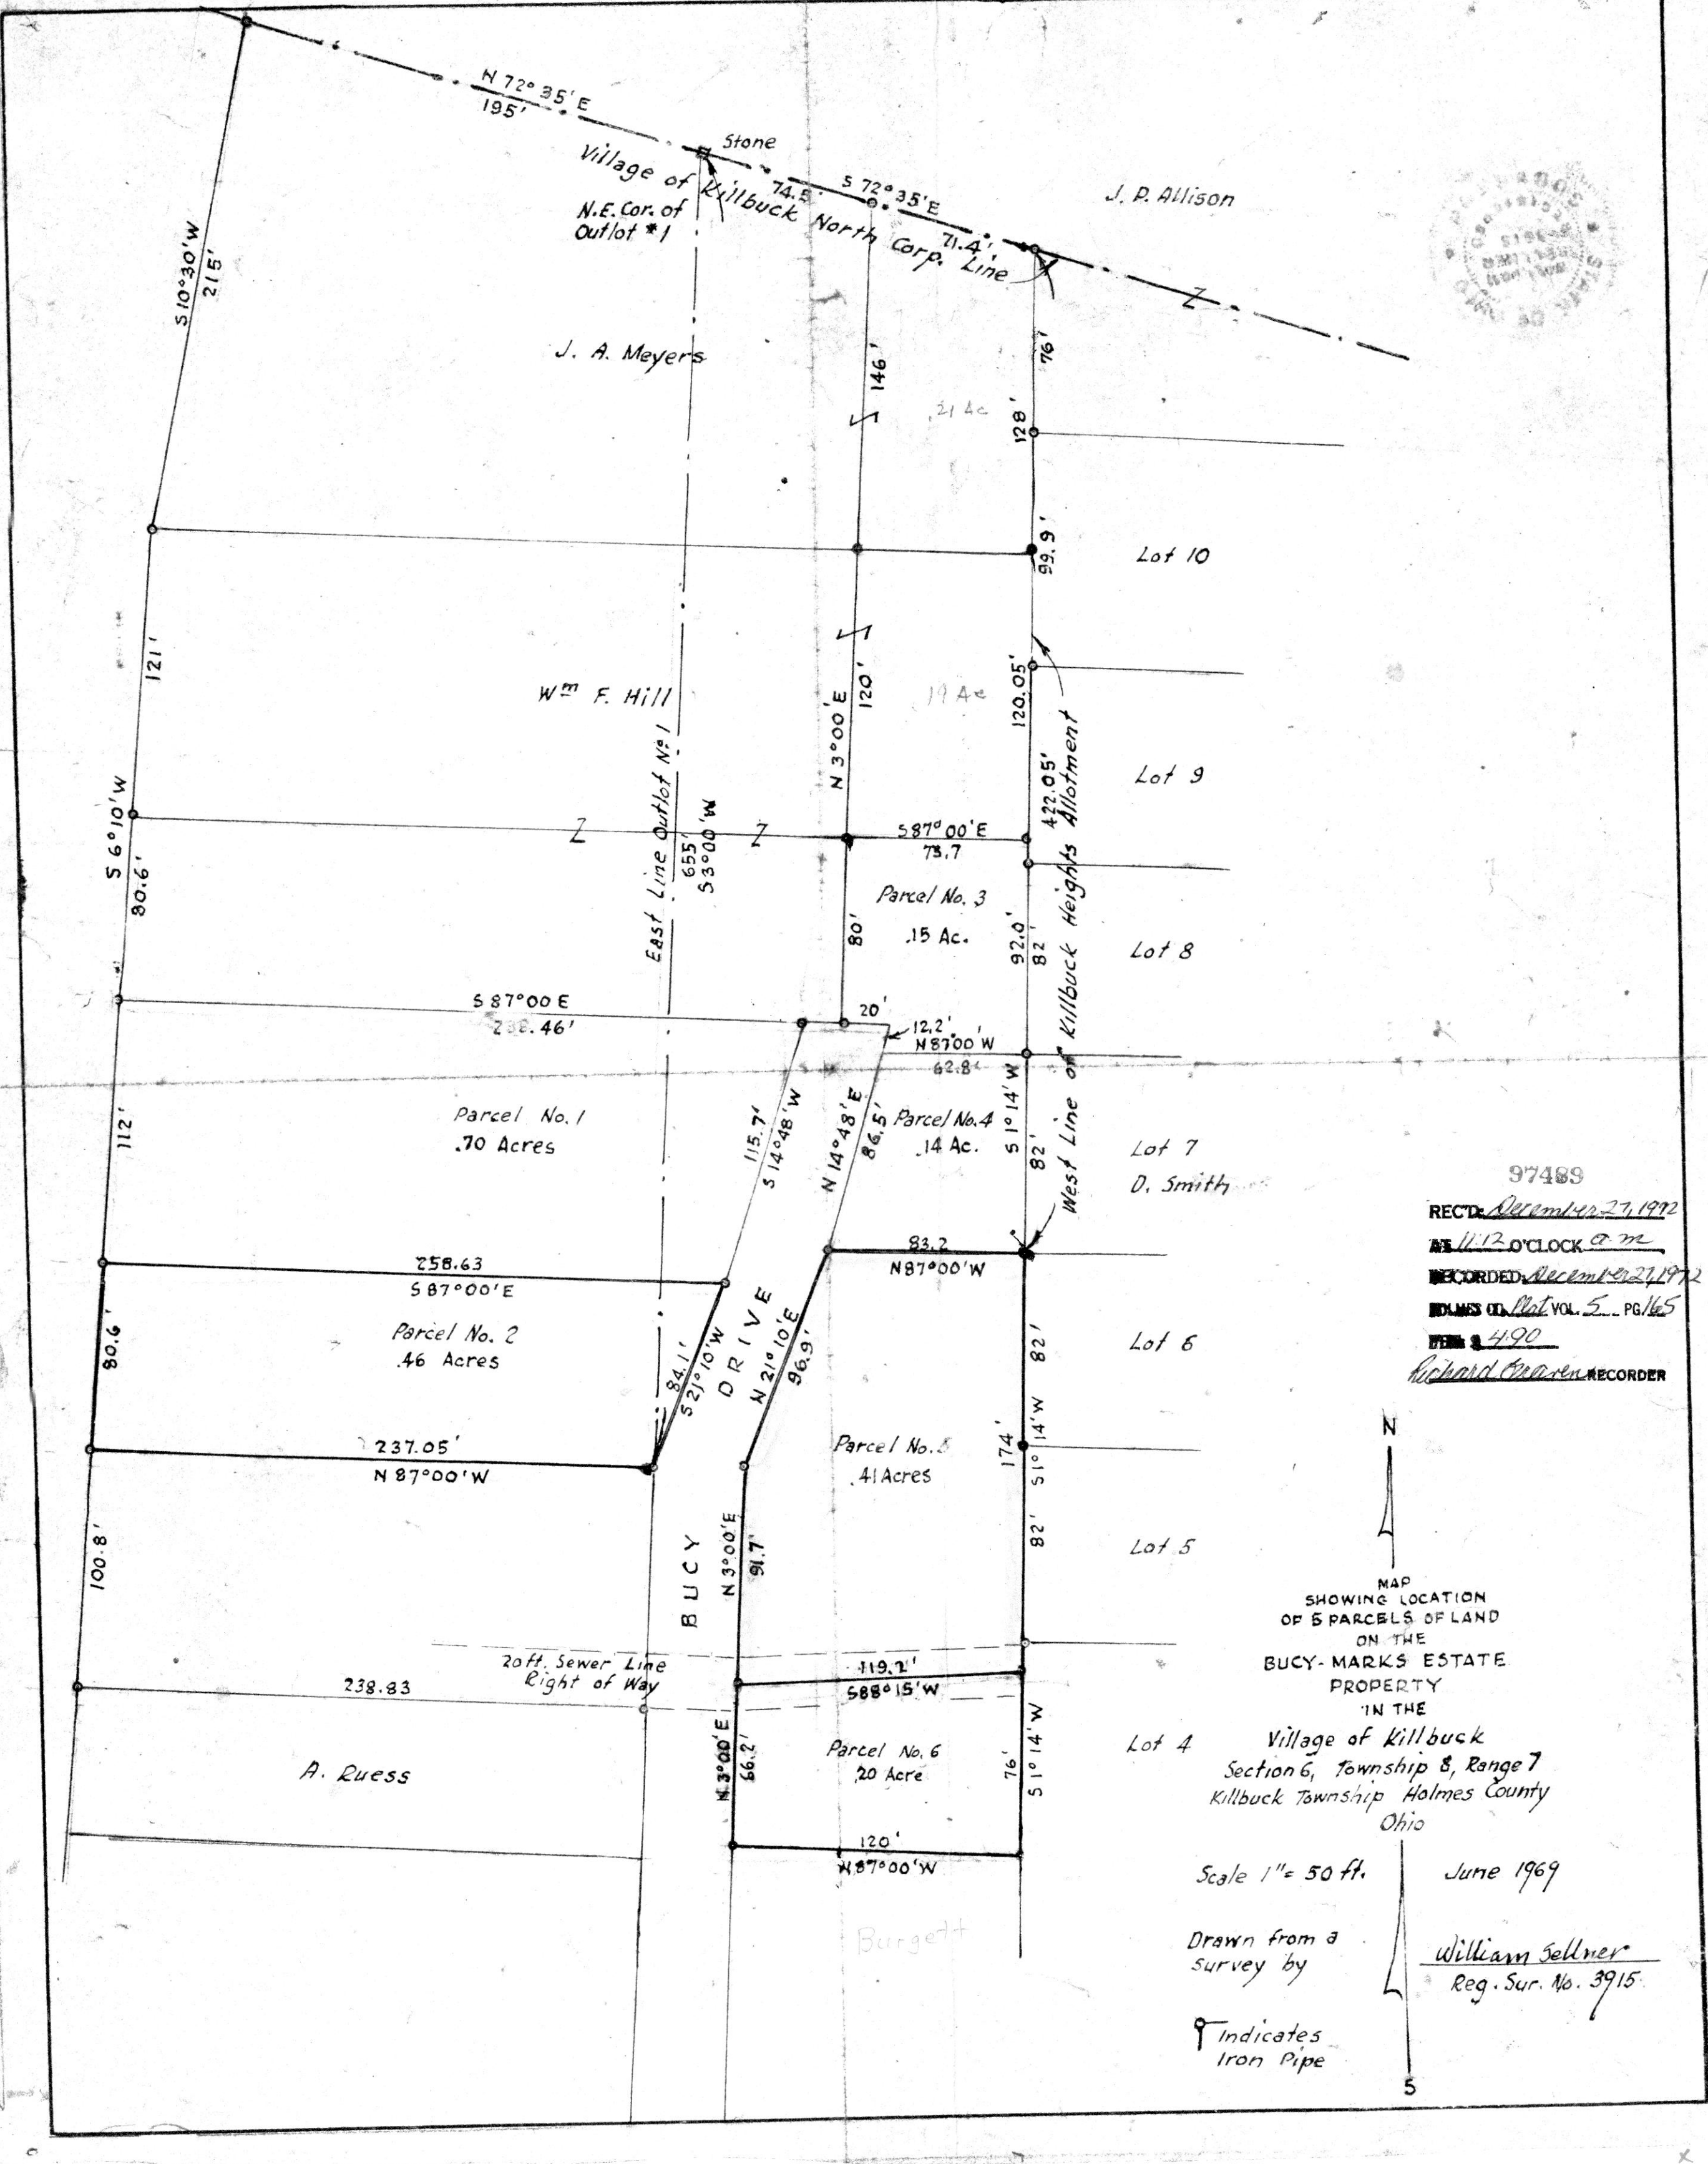 N 72° 35' E
195'
Stone
Village of Killbuck North Corp. Line
74.5'
S 72° 35' E
71.4'
J. P. Allison
N.E. Cor. of
Outlot #1
S 10° 30' W
215'
J. A. Meyers
146'
.21 Ac
76'
128'
99.9'
Lot 10
121'
Wm F. Hill
N 3° 00' E
120'
.19 Ac
120.05'
422.05'
West Line of Killbuck Heights Allotment
Lot 9
East Line Outlot No. 1
655'
S 3° 00' W
Z
Z
Z
S 87° 00' E
73.7
S 6° 10' W
80.6'
Parcel No. 3
.15 Ac.
80'
92.0'
82'
Lot 8
S 87° 00 E
238.46'
20'
12.2'
N 87 00' W
62.8'
Parcel No. 1
.70 Acres
112'
115.7'
S 14° 48' W
N 14° 48' E
86.5'
Parcel No. 4
.14 Ac.
S 1° 14' W
82'
Lot 7
D. Smith
97489
REC'D: December 27, 1972
AT 11:12 O'CLOCK a.m
RECORDED: December 27, 1972
HOLMES CO. Plat VOL. 5 PG. 165
FEE $ 4.90
Richard Craven RECORDER
258.63
S 87° 00' E
83.2
N 87° 00' W
Parcel No. 2
.46 Acres
80.6'
84.1'
S 21° 10' W
BUCY DRIVE
N 21° 10' E
96.9'
82'
Lot 6
237.05'
N 87° 00' W
Parcel No. 5
.41 Acres
174'
S 1° 14' W
82'
Lot 5
100.8'
N 3° 00' E
91.7'
20 ft. Sewer Line
Right of Way
238.83
119.2'
S 88° 15' W
A. Ruess
N 3° 00' E
66.2'
Parcel No. 6
.20 Acre
76'
S 1° 14' W
Lot 4
120'
N 87° 00' W
Burgett
N
MAP
SHOWING LOCATION
OF 5 PARCELS OF LAND
ON THE
BUCY-MARKS ESTATE
PROPERTY
IN THE
Village of Killbuck
Section 6, Township 8, Range 7
Killbuck Township Holmes County
Ohio
Scale 1" = 50 ft.
June 1969
Drawn from a
survey by
William Sellner
Reg. Sur. No. 3915
Indicates
Iron Pipe
S